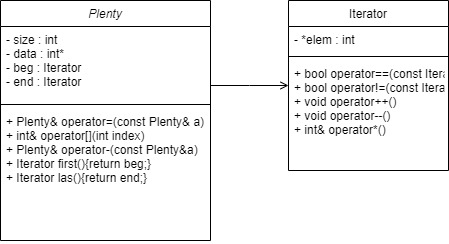 Plenty
- size : int
- data : int*
- beg : Iterator
- end : Iterator
+ Plenty& operator=(const Plenty& a)
+ int& operator[](int index)
+ Plenty& operator-(const Plenty&a)
+ Iterator first(){return beg;}
+ Iterator las(){return end;}
Iterator
- *elem : int
+ bool operator==(const Itera
+ bool operator!=(const Itera
+ void operator++()
+ void operator--()
+ int& operator*()